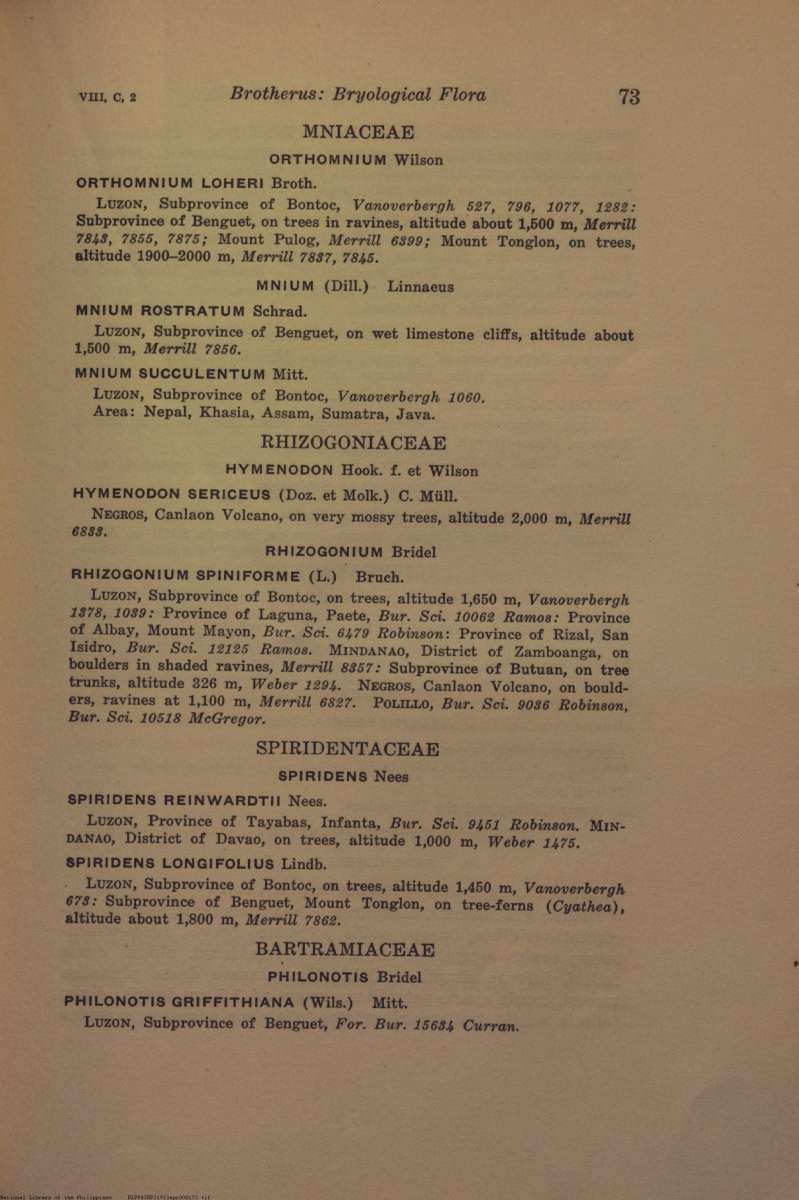 VIII, C, 2 Brotherus: Bryological Flora 73
MNIACEAE
ORTHOMNIUM Wilson
ORTHOMNIUM LOHERI Broth.
LUZON, Subprovince of Bontoc, Vanoverbergh 527, 796, 1077, 1282:
Subprovince of Benguet, on trees in ravines, altitude about 1,500 m, Merrill
7843, 7855, 7875; Mount Pulog, Merrill 6399; Mount Tonglon, on trees,
altitude 1900–2000 m, Merrill 7837, 7845.
MNIUM (Dill.) Linnaeus
MNIUM ROSTRATUM Schrad.
LUZON, Subprovince of Benguet, on wet limestone cliffs, altitude about
1,500 m, Merrill 7856.
MNIUM SUCCULENTUM Mitt.
LUZON, Subprovince of Bontoc, Vanoverbergh 1060.
Area: Nepal, Khasia, Assam, Sumatra, Java.
RHIZOGONIACEAE
HYMENODON Hook. f. et Wilson
HYMENODON SERICEUS (Doz. et Molk.) C. Müll.
NEGROS, Canlaon Volcano, on very mossy trees, altitude 2,000 m, Merrill
6833.
RHIZOGONIUM Bridel
RHIZOGONIUM SPINIFORME (L.) Bruch.
LUZON, Subprovince of Bontoc, on trees, altitude 1,650 m, Vanoverbergh
1378, 1039: Province of Laguna, Paete, Bur. Sci. 10062 Ramos: Province
of Albay, Mount Mayon, Bur. Sci. 6479 Robinson: Province of Rizal, San
Isidro, Bur. Sci. 12125 Ramos. MINDANAO, District of Zamboanga, on
boulders in shaded ravines, Merrill 8357: Subprovince of Butuan, on tree
trunks, altitude 326 m, Weber 1294. NEGROS, Canlaon Volcano, on bould-
ers, ravines at 1,100 m, Merrill 6827. POLILLO, Bur. Sci. 9036 Robinson,
Bur. Sci. 10518 McGregor.
SPIRIDENTACEAE
SPIRIDENS Nees
SPIRIDENS REINWARDTII Nees.
LUZON, Province of Tayabas, Infanta, Bur. Sci. 9451 Robinson. MIN-
DANAO, District of Davao, on trees, altitude 1,000 m, Weber 1475.
SPIRIDENS LONGIFOLIUS Lindb.
LUZON, Subprovince of Bontoc, on trees, altitude 1,450 m, Vanoverbergh
673: Subprovince of Benguet, Mount Tonglon, on tree-ferns (Cyathea),
altitude about 1,800 m, Merrill 7862.
BARTRAMIACEAE
PHILONOTIS Bridel
PHILONOTIS GRIFFITHIANA (Wils.) Mitt.
LUZON, Subprovince of Benguet, For. Bur. 15634 Curran.
National Library of the Philippines